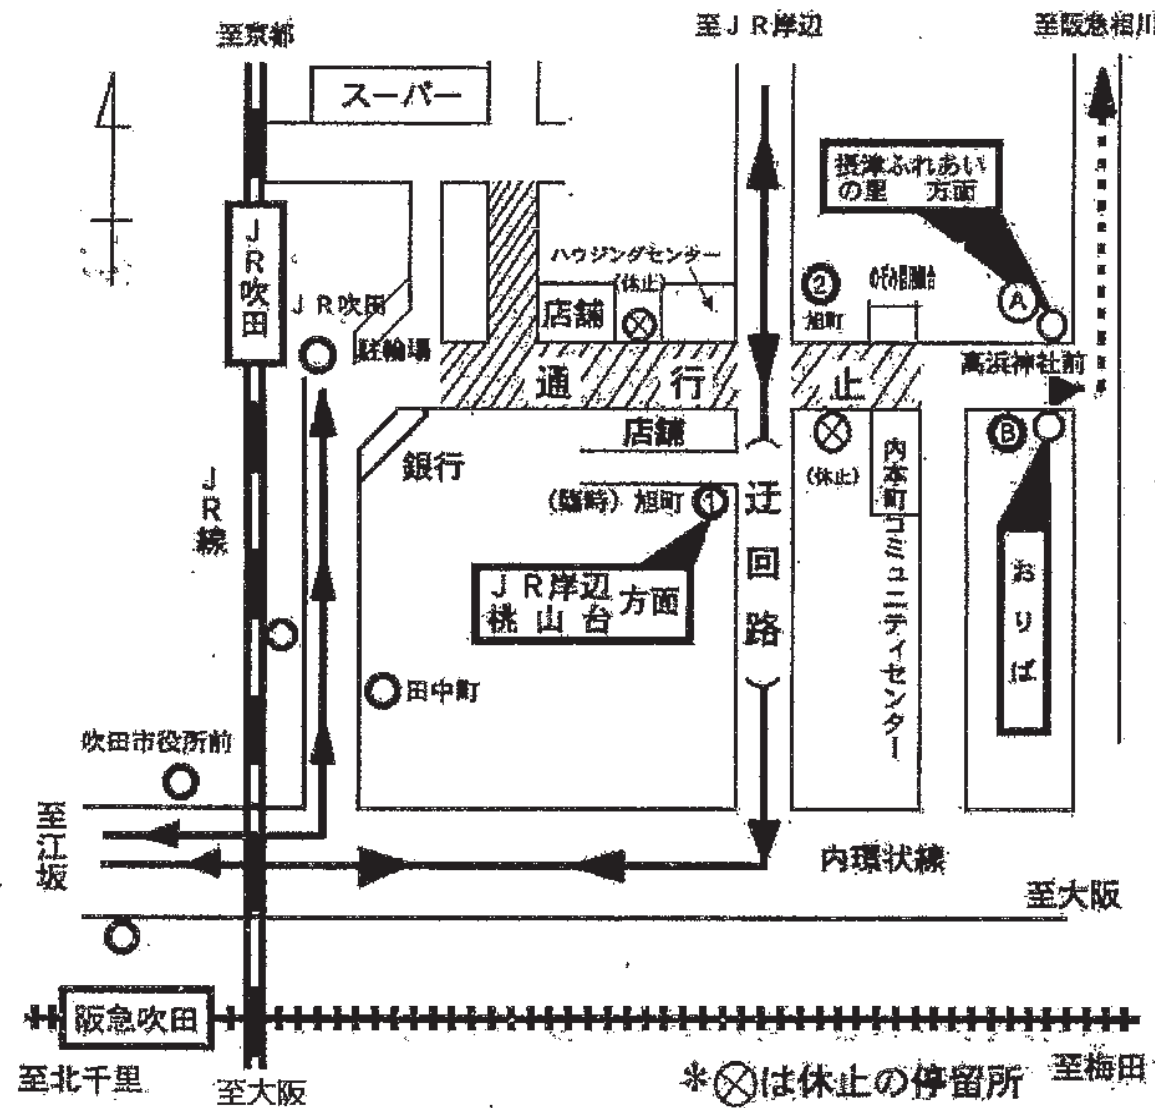 至京都
至JR岸辺
至阪急相川
スーパー
摂津ふれあい
の里 方面
JR吹田
JR吹田
駐輪場
ハウジングセンター
(休止)
店舗
②
旭町
Ⓐ
高浜神社前
通行止
店舗
銀行
(臨時) 旭町 ①
迂回路
(休止)
内本町コミュニティセンター
Ⓑ
おりば
JR線
JR岸辺
桃山台
方面
田中町
吹田市役所前
至江坂
内環状線
至大阪
阪急吹田
至北千里
至大阪
至梅田
*⊗は休止の停留所